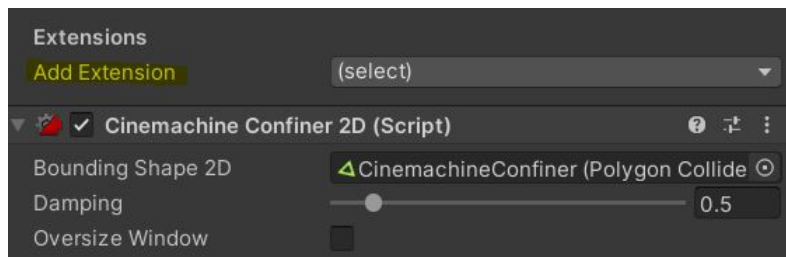 Extensions
Add Extension (select)
Cinemachine Confiner 2D (Script)
Bounding Shape 2D CinemachineConfiner (Polygon Collide
Damping 0.5
Oversize Window